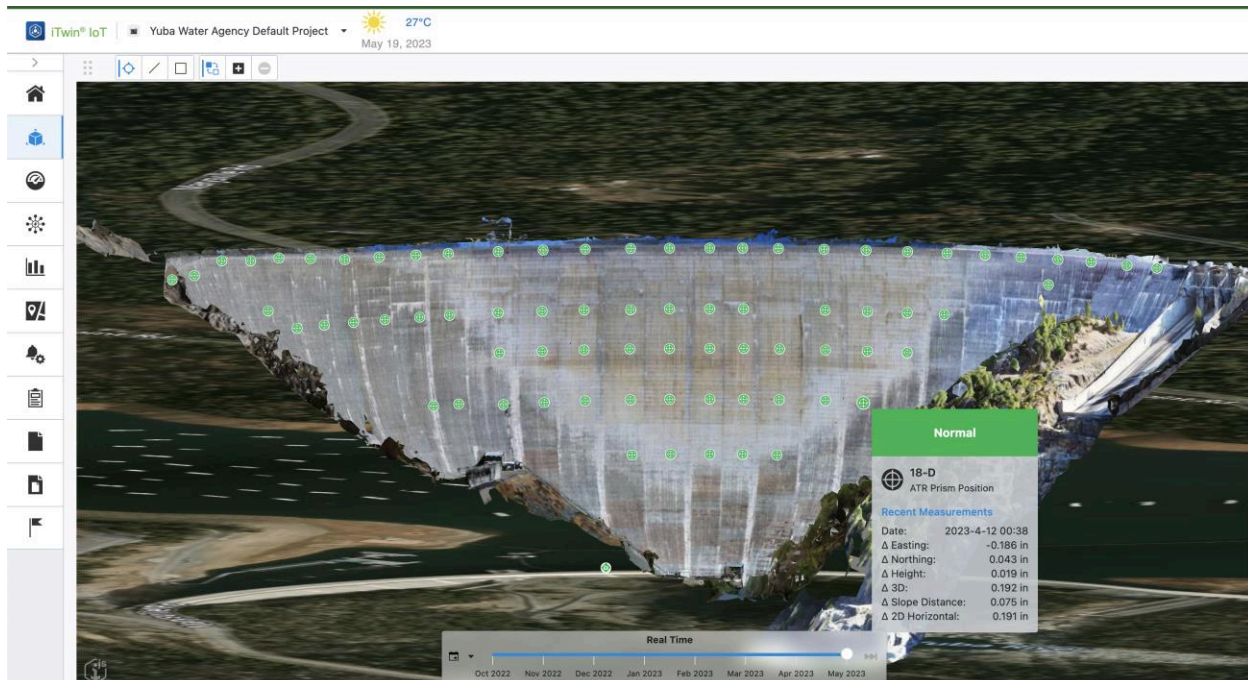 iTwin® IoT
Yuba Water Agency Default Project
27°C
May 19, 2023
Normal
18-D
ATR Prism Position
Recent Measurements
Date: 2023-4-12 00:38
Δ Easting: -0.186 in
Δ Northing: 0.043 in
Δ Height: 0.019 in
Δ 3D: 0.192 in
Δ Slope Distance: 0.075 in
Δ 2D Horizontal: 0.191 in
Real Time
Oct 2022 Nov 2022 Dec 2022 Jan 2023 Feb 2023 Mar 2023 Apr 2023 May 2023